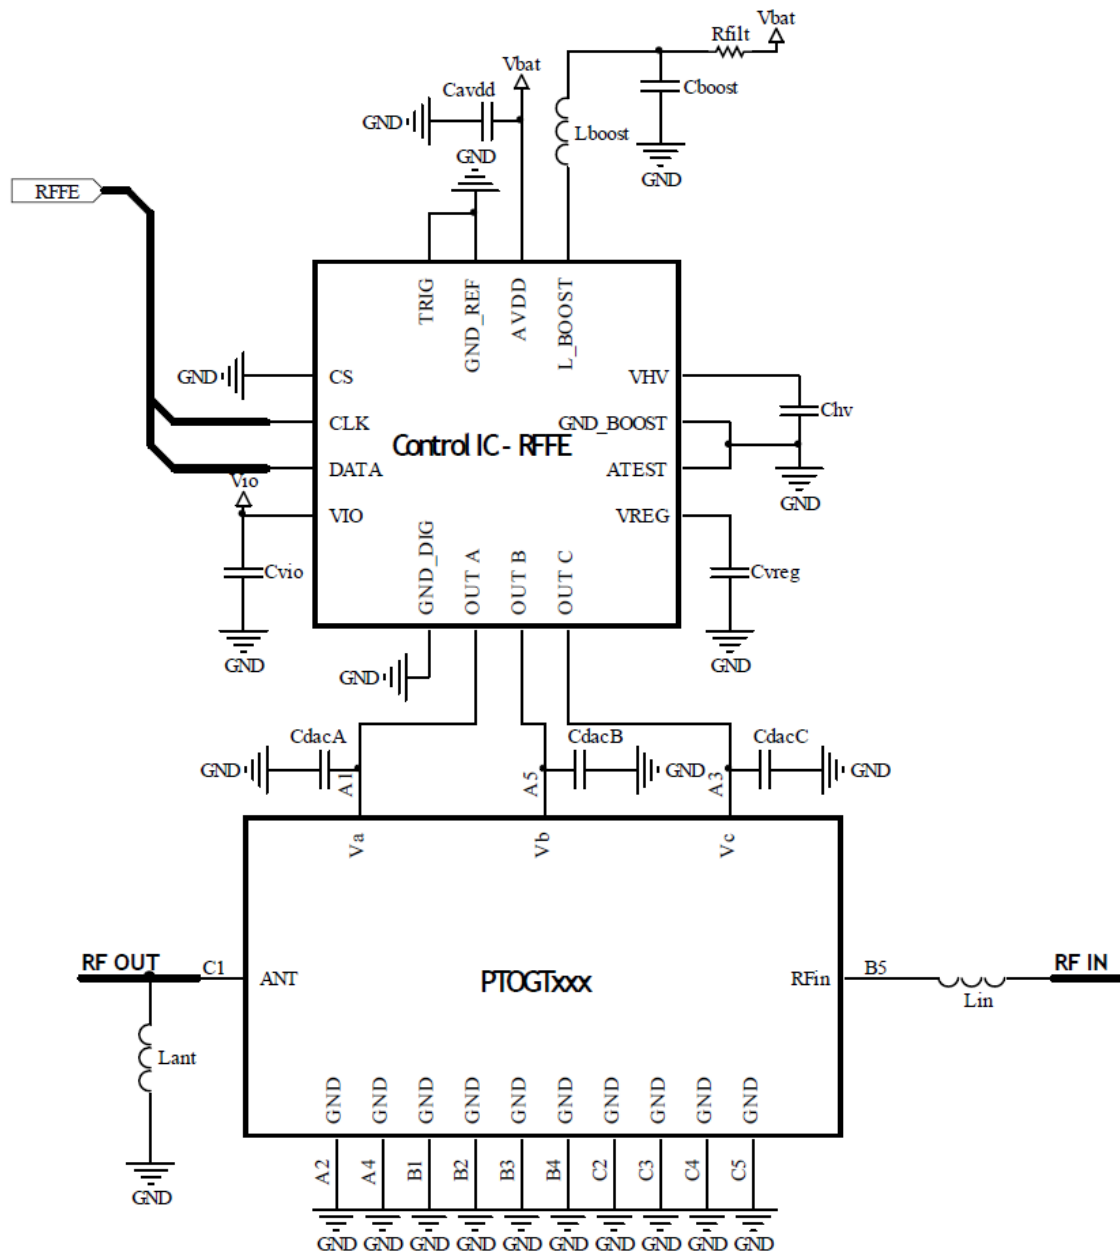 Vbat
Rfilt
Vbat
Cavdd
Cboost
GND
Lboost
GND
GND
RFFE
TRIG
GND_REF
AVDD
L_BOOST
GND
CS
VHV
Chv
CLK
GND_BOOST
Control IC - RFFE
DATA
ATEST
Vio
GND
VIO
VREG
GND_DIG
OUT A
OUT B
OUT C
Cvio
Cvreg
GND
GND
GND
CdacA
CdacB
CdacC
GND
A1
A5
GND
A3
GND
Va
Vb
Vc
RF OUT
C1
ANT
PTOGTxxx
RFin
B5
RF IN
Lin
Lant
GND
GND
GND
GND
GND
GND
GND
GND
GND
GND
A2
A4
B1
B2
B3
B4
C2
C3
C4
C5
GND
GND
GND
GND
GND
GND
GND
GND
GND
GND
GND